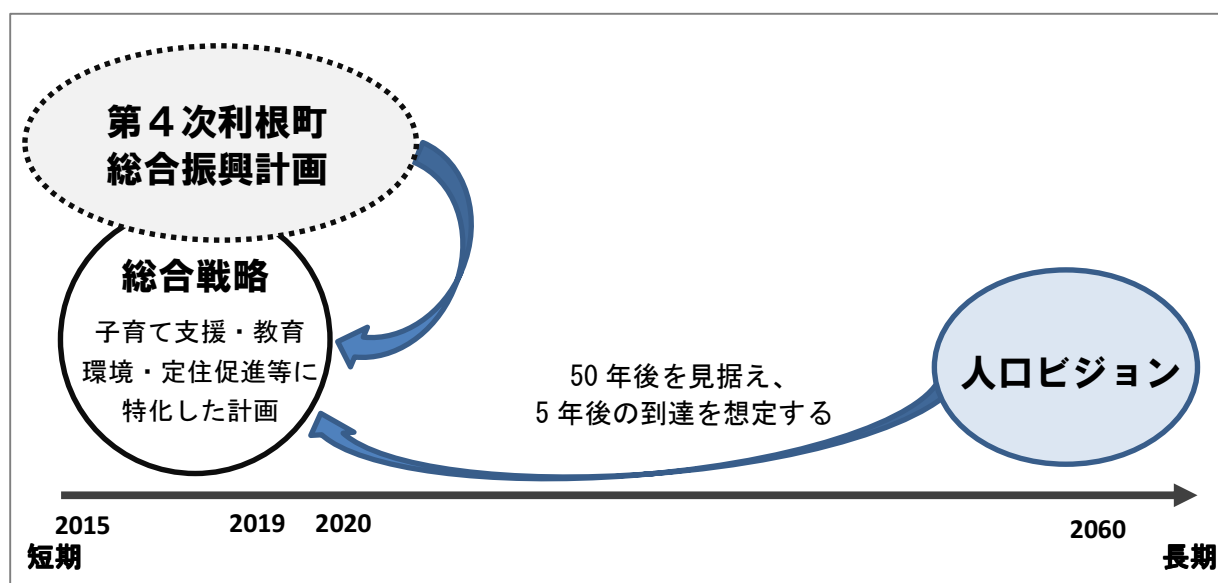 第４次利根町
総合振興計画
総合戦略
子育て支援・教育
環境・定住促進等に
特化した計画
50 年後を見据え、
5 年後の到達を想定する
人口ビジョン
2015
2019
2020
2060
短期
長期